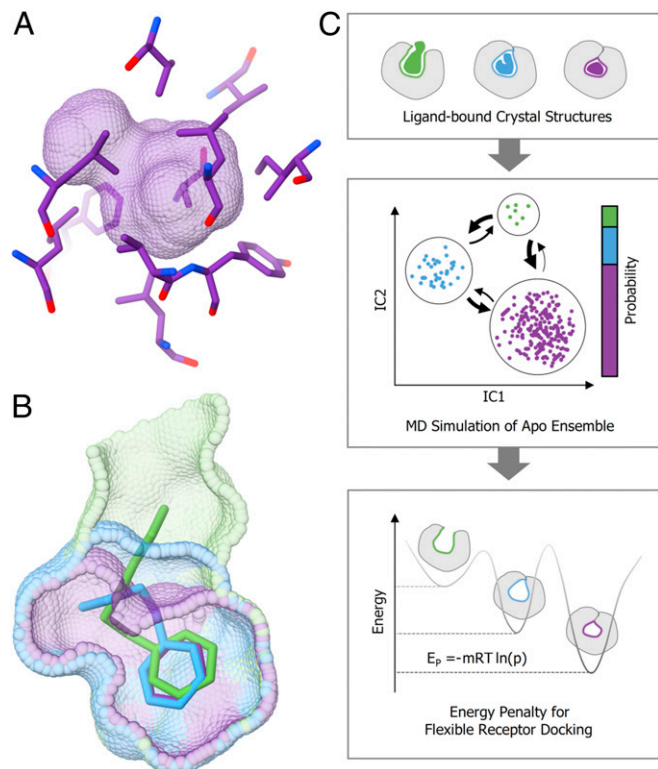 A
B
C
Ligand-bound Crystal Structures
IC2
IC1
Probability
MD Simulation of Apo Ensemble
Energy
Eₚ =-mRT ln(p)
Energy Penalty for
Flexible Receptor Docking